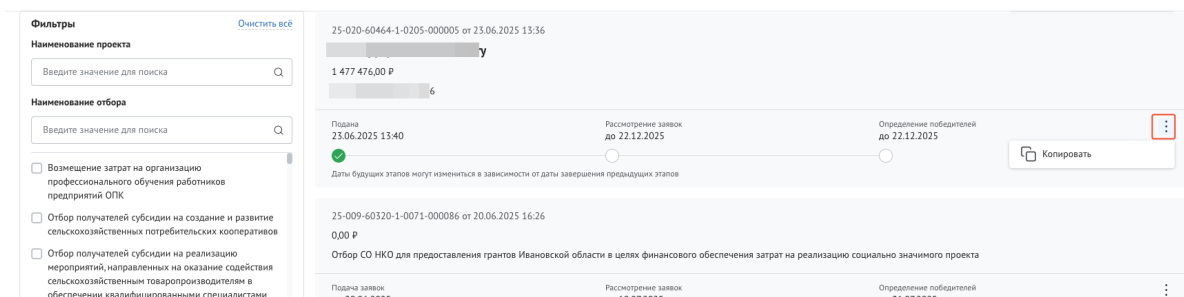 Фильтры
Очистить всё
Наименование проекта
Введите значение для поиска
Наименование отбора
Введите значение для поиска
Возмещение затрат на организацию
профессионального обучения работников
предприятий ОПК
Отбор получателей субсидии на создание и развитие
сельскохозяйственных потребительских кооперативов
Отбор получателей субсидии на реализацию
мероприятий, направленных на оказание содействия
сельскохозяйственным товаропроизводителям в
обеспечении квалифицированными специалистами
25-020-60464-1-0205-000005 от 23.06.2025 13:36
у
1 477 476,00 ₽
6
Подана
23.06.2025 13:40
Рассмотрение заявок
до 22.12.2025
Определение победителей
до 22.12.2025
Копировать
Даты будущих этапов могут измениться в зависимости от даты завершения предыдущих этапов
25-009-60320-1-0071-000086 от 20.06.2025 16:26
0,00 ₽
Отбор СО НКО для предоставления грантов Ивановской области в целях финансового обеспечения затрат на реализацию социально значимого проекта
Подача заявок
Рассмотрение заявок
Определение победителей